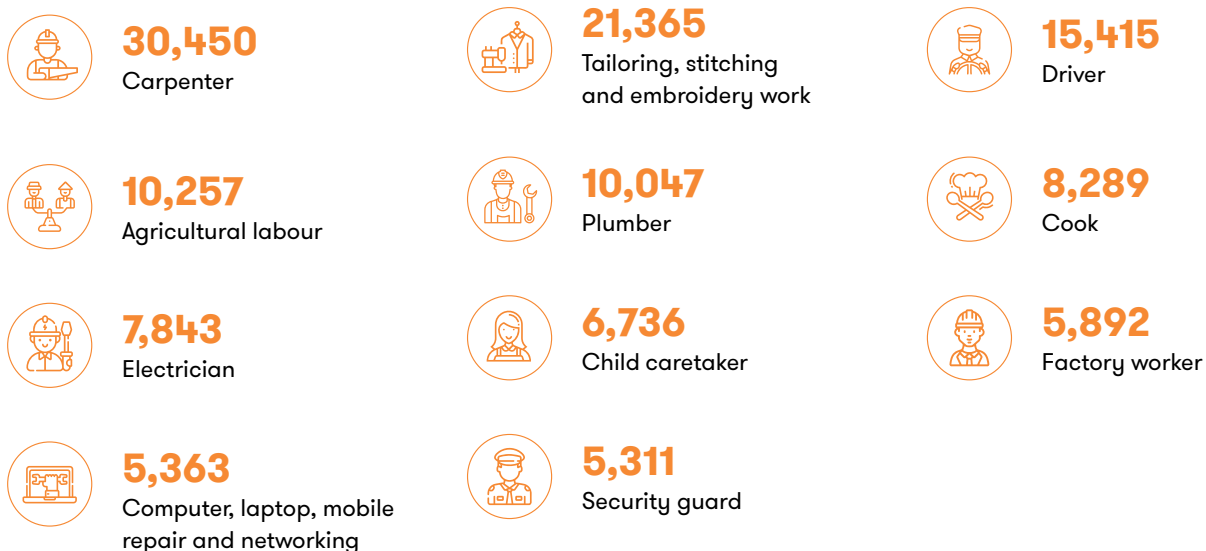 30,450
Carpenter
21,365
Tailoring, stitching
and embroidery work
15,415
Driver
10,257
Agricultural labour
10,047
Plumber
8,289
Cook
7,843
Electrician
6,736
Child caretaker
5,892
Factory worker
5,363
Computer, laptop, mobile
repair and networking
5,311
Security guard